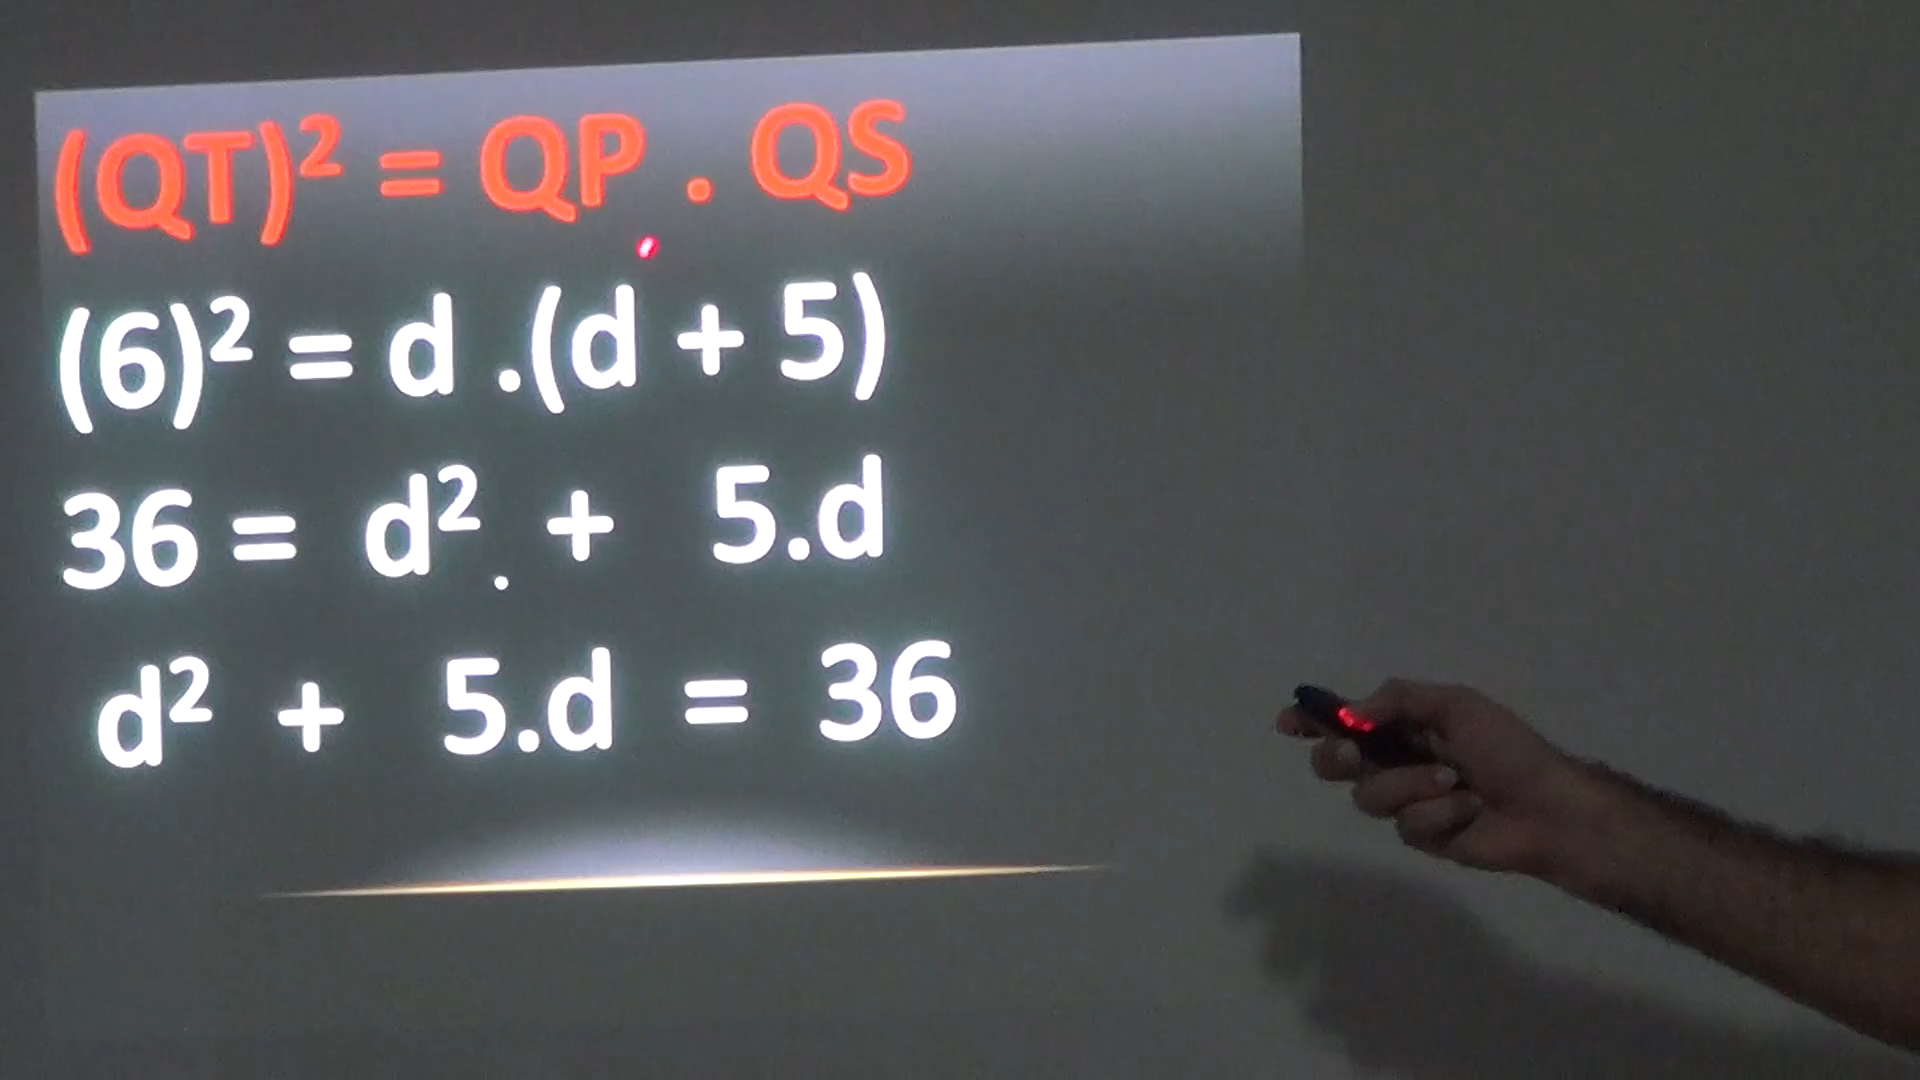 (QT)² = QP . QS
(6)² = d .(d + 5)
36 = d² + 5.d
d² + 5.d = 36